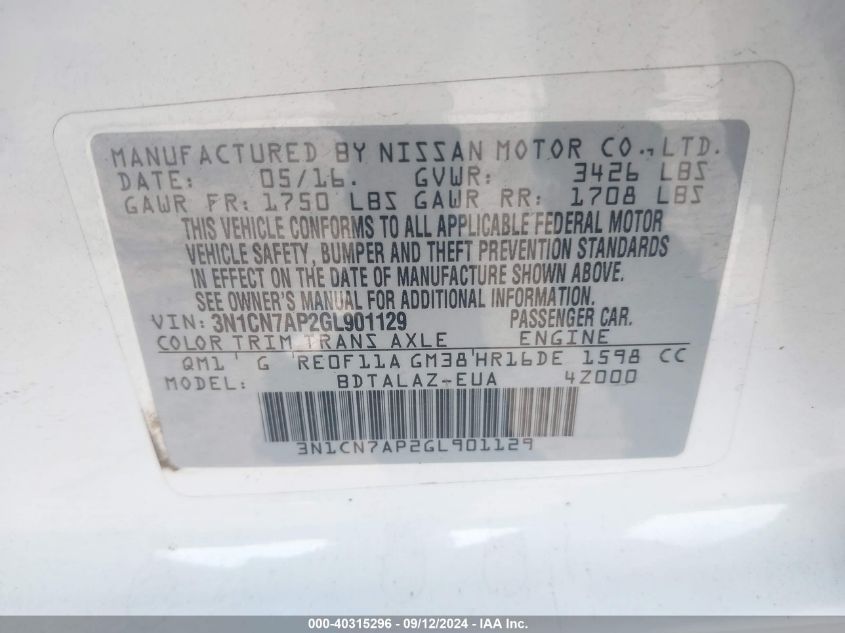 MANUFACTURED BY NISSAN MOTOR CO., LTD.
DATE: 05/16. GVWR: 3426 LBS
GAWR FR: 1750 LBS GAWR RR: 1708 LBS
THIS VEHICLE CONFORMS TO ALL APPLICABLE FEDERAL MOTOR
VEHICLE SAFETY, BUMPER AND THEFT PREVENTION STANDARDS
IN EFFECT ON THE DATE OF MANUFACTURE SHOWN ABOVE.
SEE OWNER'S MANUAL FOR ADDITIONAL INFORMATION.
VIN: 3N1CN7AP2GL901129 PASSENGER CAR.
COLOR TRIM TRANS AXLE ENGINE
QM1 G RE0F11A GM38 HR16DE 1598 CC
MODEL: BDTALAZ-EUA 4Z000
3N1CN7AP2GL901129
000-40315296 - 09/12/2024 - IAA Inc.